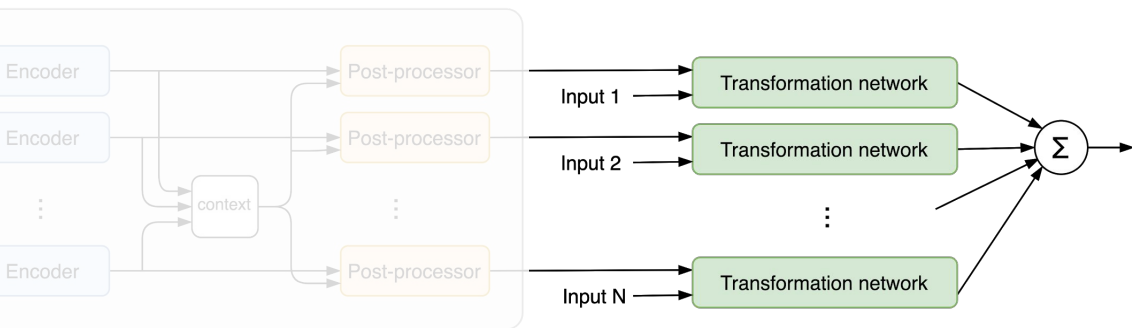 Encoder
Post-processor
Transformation network
Input 1
Encoder
Post-processor
Transformation network
Input 2
Σ
context
⋮
⋮
⋮
Encoder
Post-processor
Transformation network
Input N